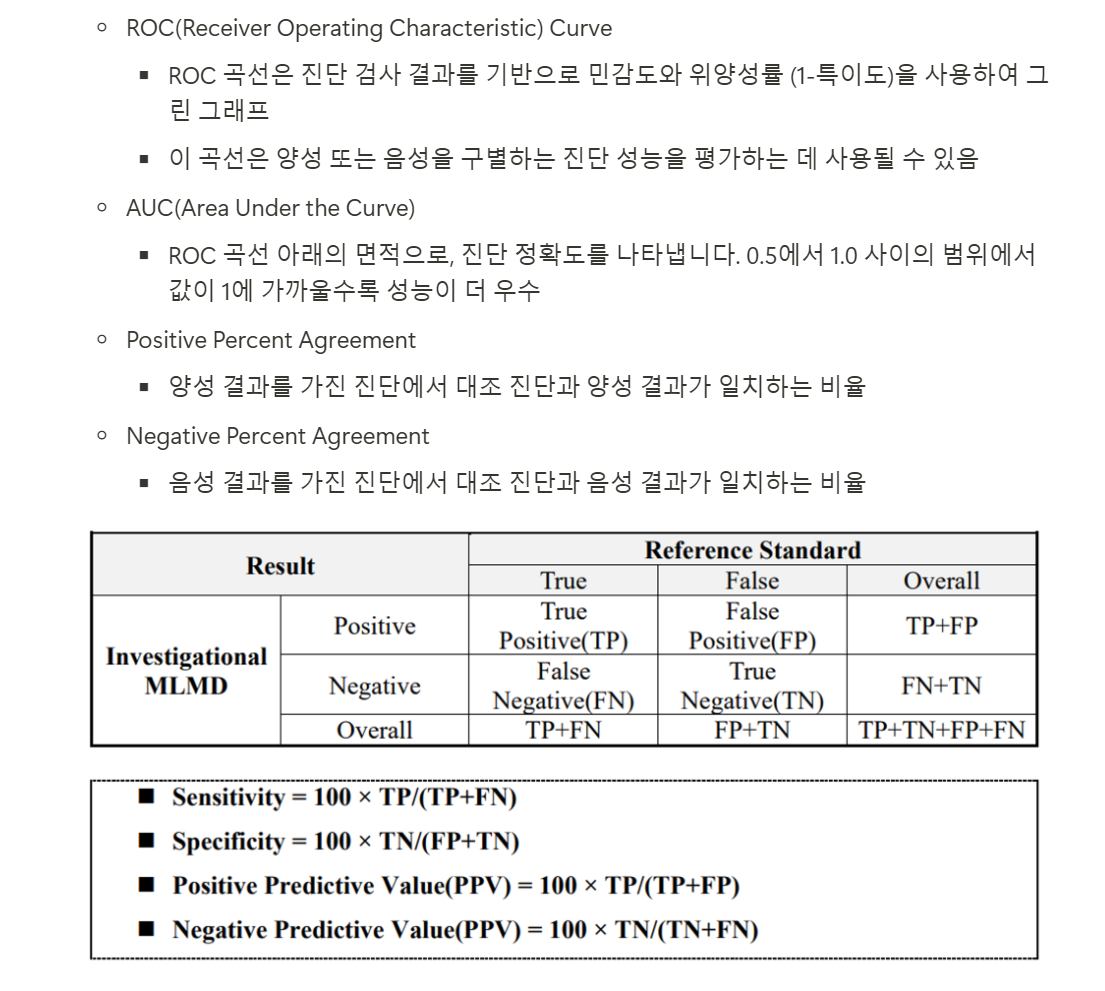 ROC(Receiver Operating Characteristic) Curve
ROC 곡선은 진단 검사 결과를 기반으로 민감도와 위양성률 (1-특이도)을 사용하여 그
린 그래프
이 곡선은 양성 또는 음성을 구별하는 진단 성능을 평가하는 데 사용될 수 있음
AUC(Area Under the Curve)
ROC 곡선 아래의 면적으로, 진단 정확도를 나타냅니다. 0.5에서 1.0 사이의 범위에서
값이 1에 가까울수록 성능이 더 우수
Positive Percent Agreement
양성 결과를 가진 진단에서 대조 진단과 양성 결과가 일치하는 비율
Negative Percent Agreement
음성 결과를 가진 진단에서 대조 진단과 음성 결과가 일치하는 비율
Result
Reference Standard
True False Overall
Investigational
MLMD
Positive
True
Positive(TP)
False
Positive(FP)
TP+FP
Negative
False
Negative(FN)
True
Negative(TN)
FN+TN
Overall TP+FN FP+TN TP+TN+FP+FN
■ Sensitivity = 100 × TP/(TP+FN)
■ Specificity = 100 × TN/(FP+TN)
■ Positive Predictive Value(PPV) = 100 × TP/(TP+FP)
■ Negative Predictive Value(PPV) = 100 × TN/(TN+FN)